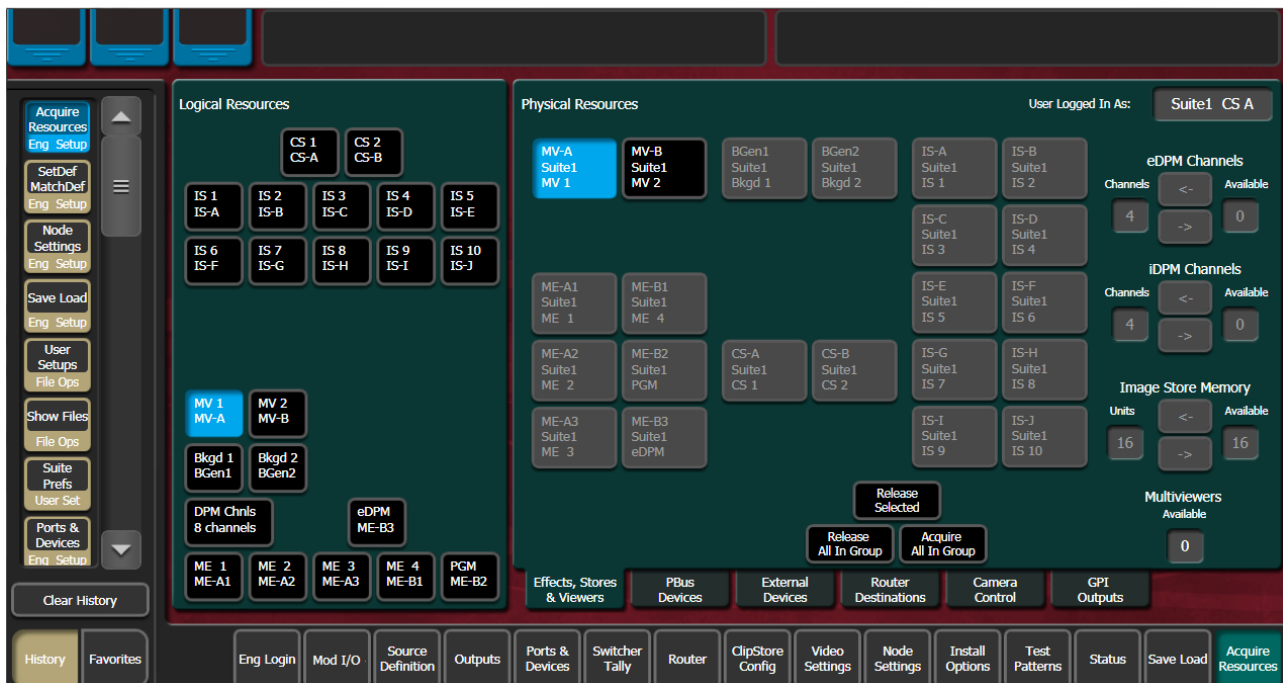 Acquire
Resources
Eng Setup
SetDef
MatchDef
Eng Setup
Node
Settings
Eng Setup
Save Load
Eng Setup
User
Setups
File Ops
Show Files
File Ops
Suite
Prefs
User Set
Ports &
Devices
Eng Setup
Clear History
History
Favorites
Logical Resources
CS 1
CS-A
CS 2
CS-B
IS 1
IS-A
IS 2
IS-B
IS 3
IS-C
IS 4
IS-D
IS 5
IS-E
IS 6
IS-F
IS 7
IS-G
IS 8
IS-H
IS 9
IS-I
IS 10
IS-J
MV 1
MV-A
MV 2
MV-B
Bkgd 1
BGen1
Bkgd 2
BGen2
DPM Chnls
8 channels
eDPM
ME-B3
ME 1
ME-A1
ME 2
ME-A2
ME 3
ME-A3
ME 4
ME-B1
PGM
ME-B2
Physical Resources
User Logged In As:
Suite1 CS A
MV-A
Suite1
MV 1
MV-B
Suite1
MV 2
BGen1
Suite1
Bkgd 1
BGen2
Suite1
Bkgd 2
IS-A
Suite1
IS 1
IS-B
Suite1
IS 2
IS-C
Suite1
IS 3
IS-D
Suite1
IS 4
ME-A1
Suite1
ME 1
ME-B1
Suite1
ME 4
IS-E
Suite1
IS 5
IS-F
Suite1
IS 6
ME-A2
Suite1
ME 2
ME-B2
Suite1
PGM
CS-A
Suite1
CS 1
CS-B
Suite1
CS 2
IS-G
Suite1
IS 7
IS-H
Suite1
IS 8
ME-A3
Suite1
ME 3
ME-B3
Suite1
eDPM
IS-I
Suite1
IS 9
IS-J
Suite1
IS 10
eDPM Channels
Channels
<-
Available
4
->
0
iDPM Channels
Channels
<-
Available
4
->
0
Image Store Memory
Units
<-
Available
16
->
16
Multiviewers
Available
0
Release
Selected
Release
All In Group
Acquire
All In Group
Effects, Stores
& Viewers
PBus
Devices
External
Devices
Router
Destinations
Camera
Control
GPI
Outputs
Eng Login
Mod I/O
Source
Definition
Outputs
Ports &
Devices
Switcher
Tally
Router
ClipStore
Config
Video
Settings
Node
Settings
Install
Options
Test
Patterns
Status
Save Load
Acquire
Resources